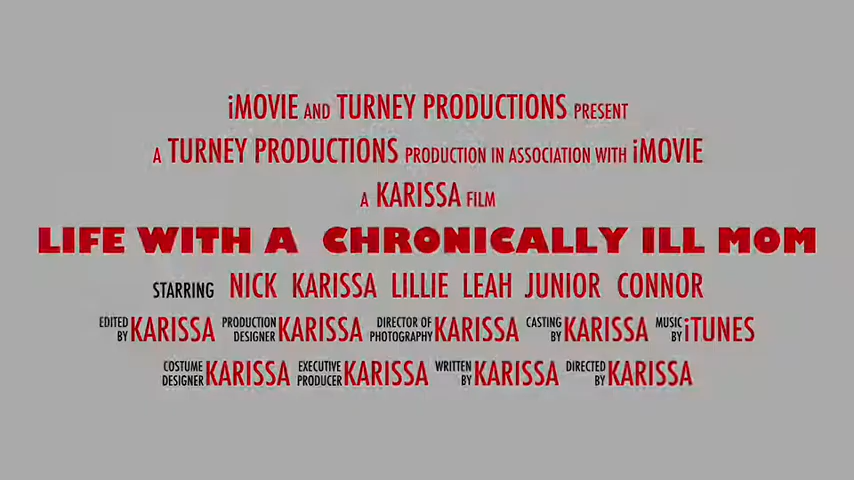 iMOVIE AND TURNEY PRODUCTIONS PRESENT
A TURNEY PRODUCTIONS PRODUCTION IN ASSOCIATION WITH iMOVIE
A KARISSA FILM
LIFE WITH A CHRONICALLY ILL MOM
STARRING NICK KARISSA LILLIE LEAH JUNIOR CONNOR
EDITED BY KARISSA PRODUCTION DESIGNER KARISSA DIRECTOR OF PHOTOGRAPHY KARISSA CASTING BY KARISSA MUSIC BY iTUNES
COSTUME DESIGNER KARISSA EXECUTIVE PRODUCER KARISSA WRITTEN BY KARISSA DIRECTED BY KARISSA